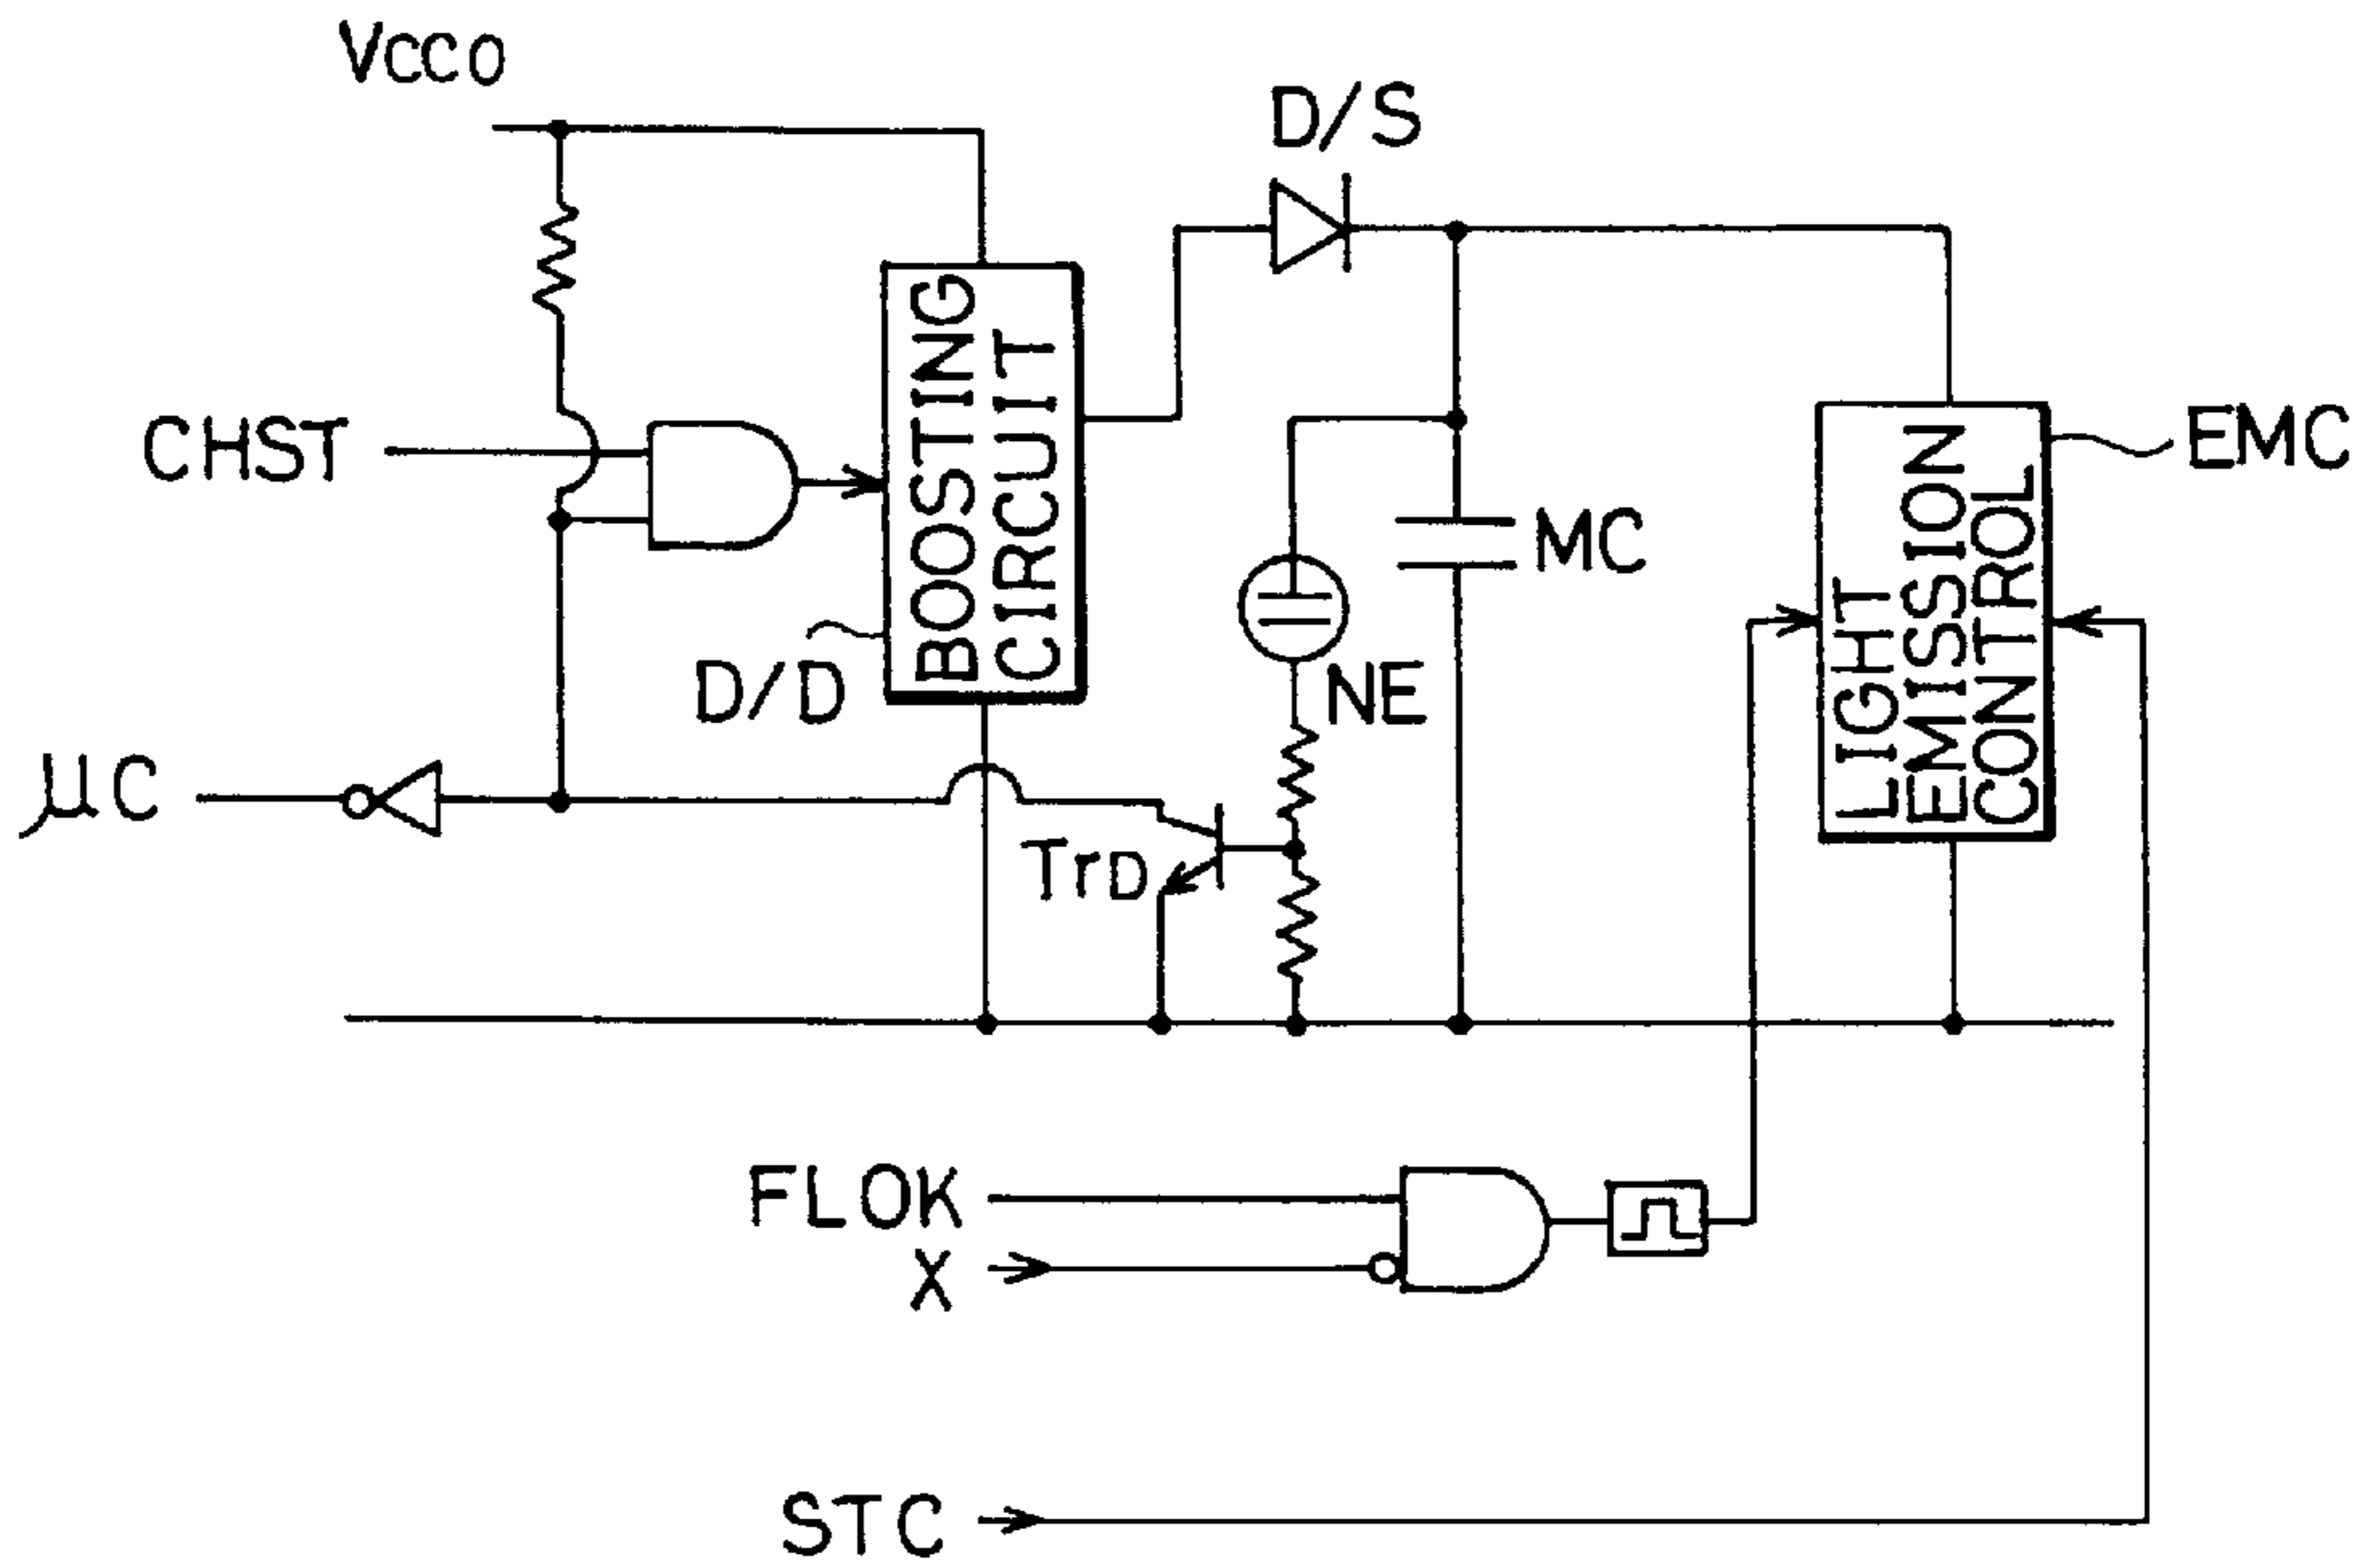 VCCO
D/S
CHST
BOOSTING
CIRCUIT
EMC
MC
LIGHT
EMISSION
CONTROL
D/D
NE
μC
TrD
FLOK
X
STC